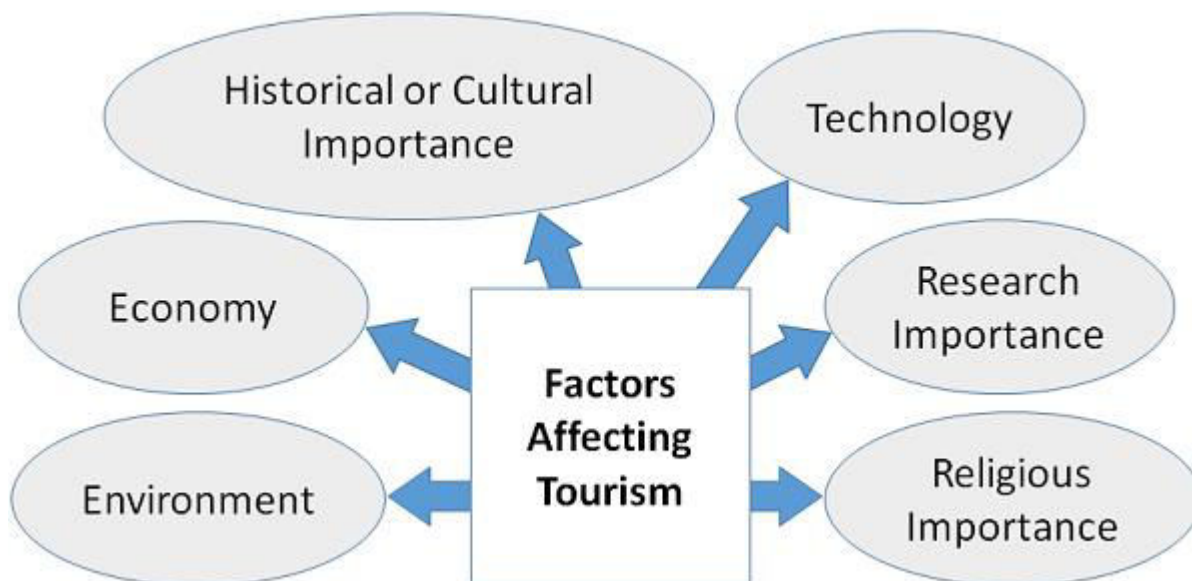 Historical or Cultural
Importance
Technology
Economy
Research
Importance
Factors
Affecting
Tourism
Environment
Religious
Importance